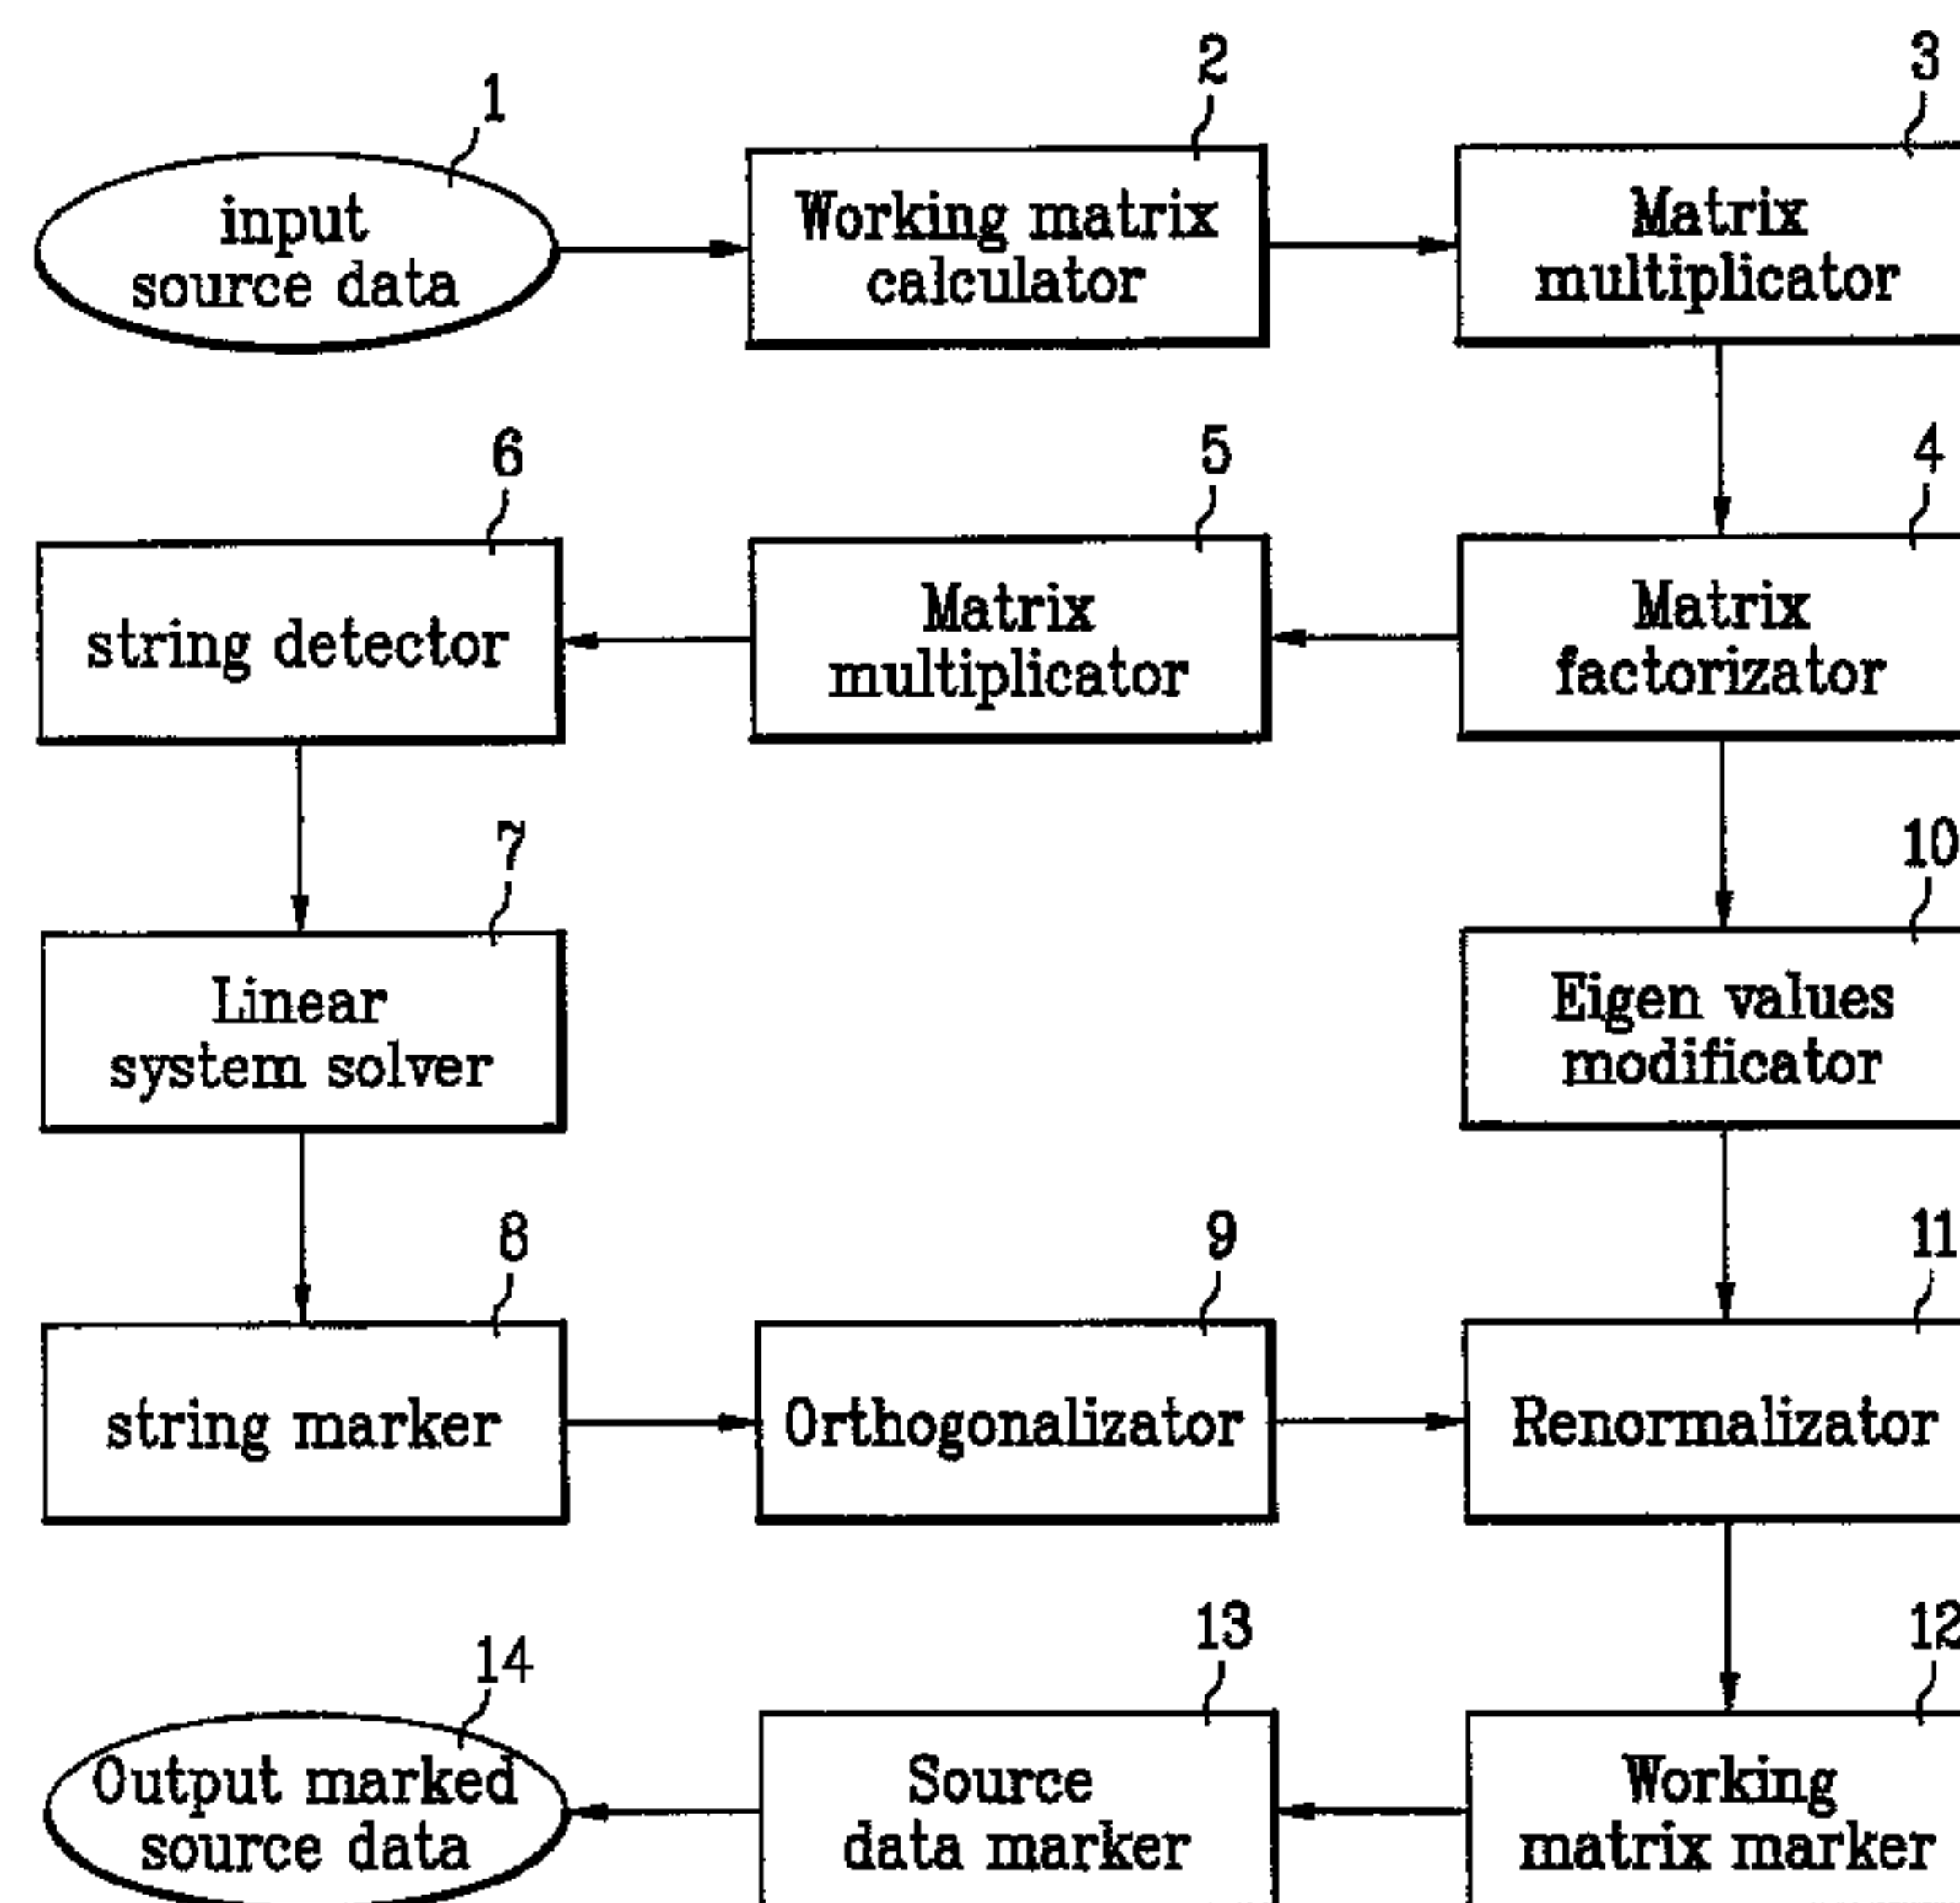 1
input
source data
2
Working matrix
calculator
3
Matrix
multiplicator
6
string detector
5
Matrix
multiplicator
4
Matrix
factorizator
7
Linear
system solver
10
Eigen values
modificator
8
string marker
9
Orthogonalizator
11
Renormalizator
14
Output marked
source data
13
Source
data marker
12
Working
matrix marker